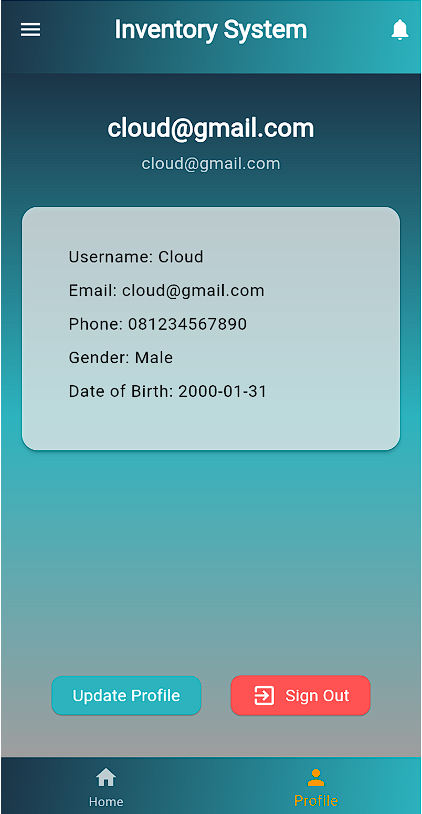 Inventory System
cloud@gmail.com
cloud@gmail.com
Username: Cloud
Email: cloud@gmail.com
Phone: 081234567890
Gender: Male
Date of Birth: 2000-01-31
Update Profile
Sign Out
Home
Profile